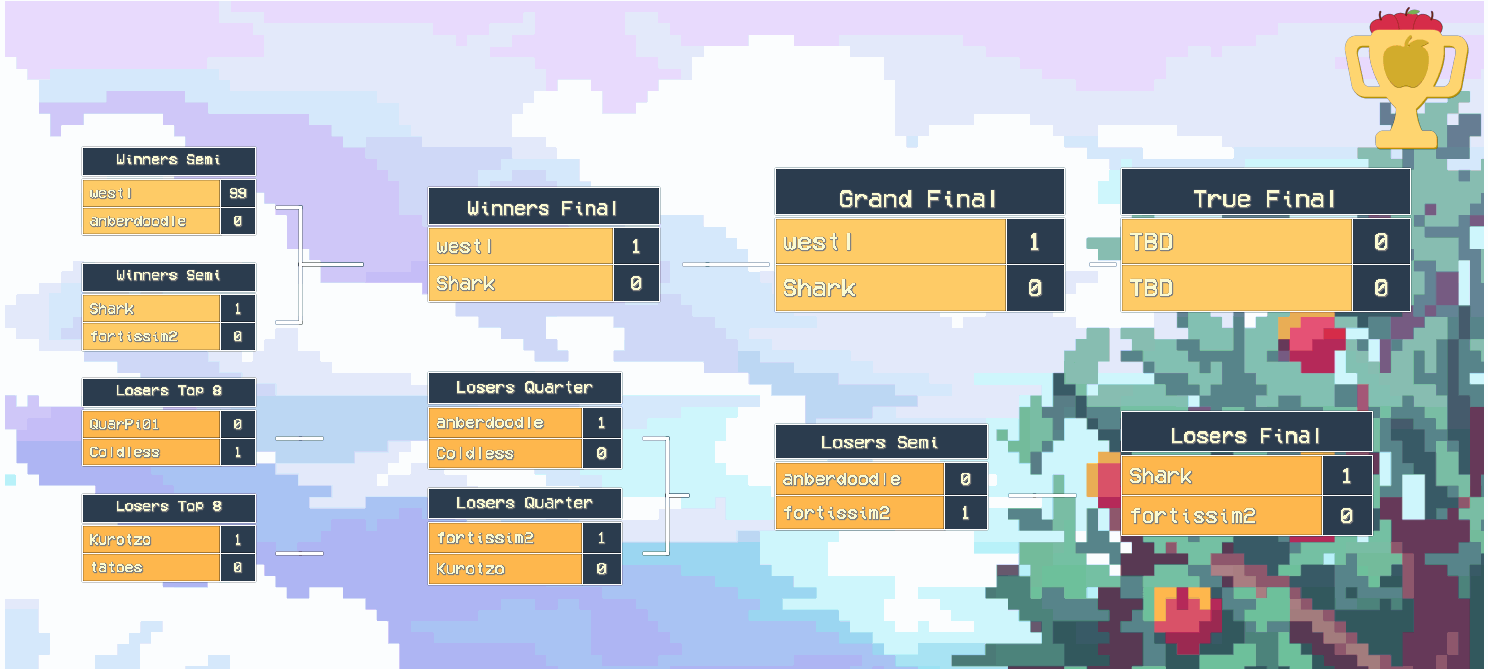 Winners Semi
westl 99
anberdoodle 0
Winners Semi
Shark 1
fortissim2 0
Losers Top 8
QuarPi01 0
Coldless 1
Losers Top 8
Kurotzo 1
tatoes 0
Winners Final
westl 1
Shark 0
Losers Quarter
anberdoodle 1
Coldless 0
Losers Quarter
fortissim2 1
Kurotzo 0
Grand Final
westl 1
Shark 0
Losers Semi
anberdoodle 0
fortissim2 1
True Final
TBD 0
TBD 0
Losers Final
Shark 1
fortissim2 0